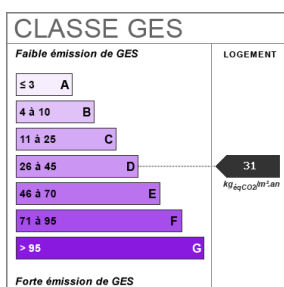 CLASSE GES
Faible émission de GES
LOGEMENT
≤ 3 A
4 à 10 B
11 à 25 C
26 à 45 D
31
kgéqCO2/m².an
46 à 70 E
71 à 95 F
> 95 G
Forte émission de GES